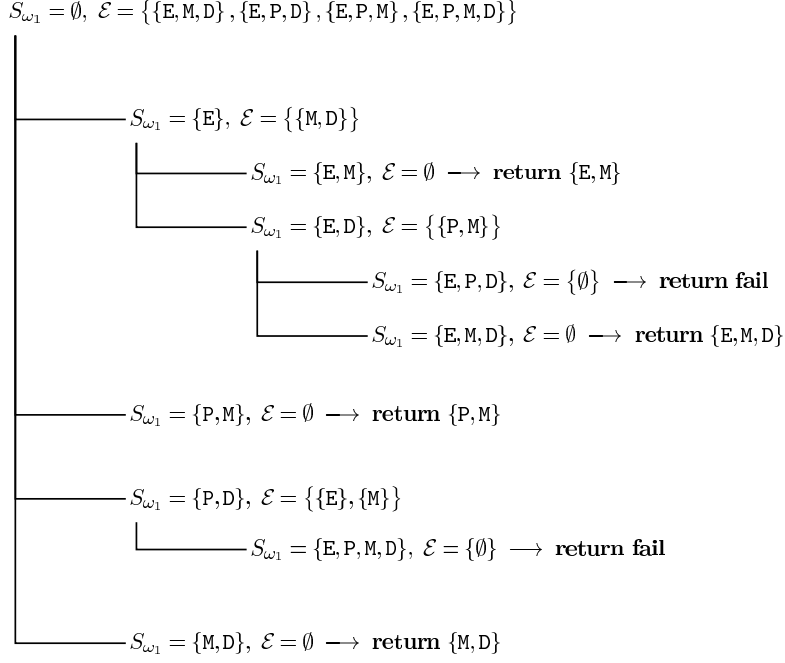 S_{ω_1} = ∅, ℰ = {{E, M, D}, {E, P, D}, {E, P, M}, {E, P, M, D}}
S_{ω_1} = {E}, ℰ = {{M, D}}
S_{ω_1} = {E, M}, ℰ = ∅ ⟶ return {E, M}
S_{ω_1} = {E, D}, ℰ = {{P, M}}
S_{ω_1} = {E, P, D}, ℰ = {∅} ⟶ return fail
S_{ω_1} = {E, M, D}, ℰ = ∅ ⟶ return {E, M, D}
S_{ω_1} = {P, M}, ℰ = ∅ ⟶ return {P, M}
S_{ω_1} = {P, D}, ℰ = {{E}, {M}}
S_{ω_1} = {E, P, M, D}, ℰ = {∅} ⟶ return fail
S_{ω_1} = {M, D}, ℰ = ∅ ⟶ return {M, D}